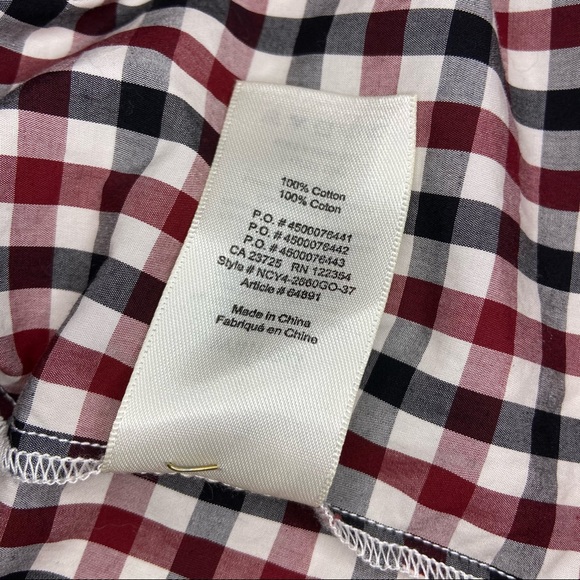 100% Cotton
100% Coton
P.O. # 4500076441
P.O. # 4500076442
P.O. # 4500076443
CA 23725 RN 122354
Style # NCY4-2660GO-37
Article # 64891
Made in China
Fabriqué en Chine